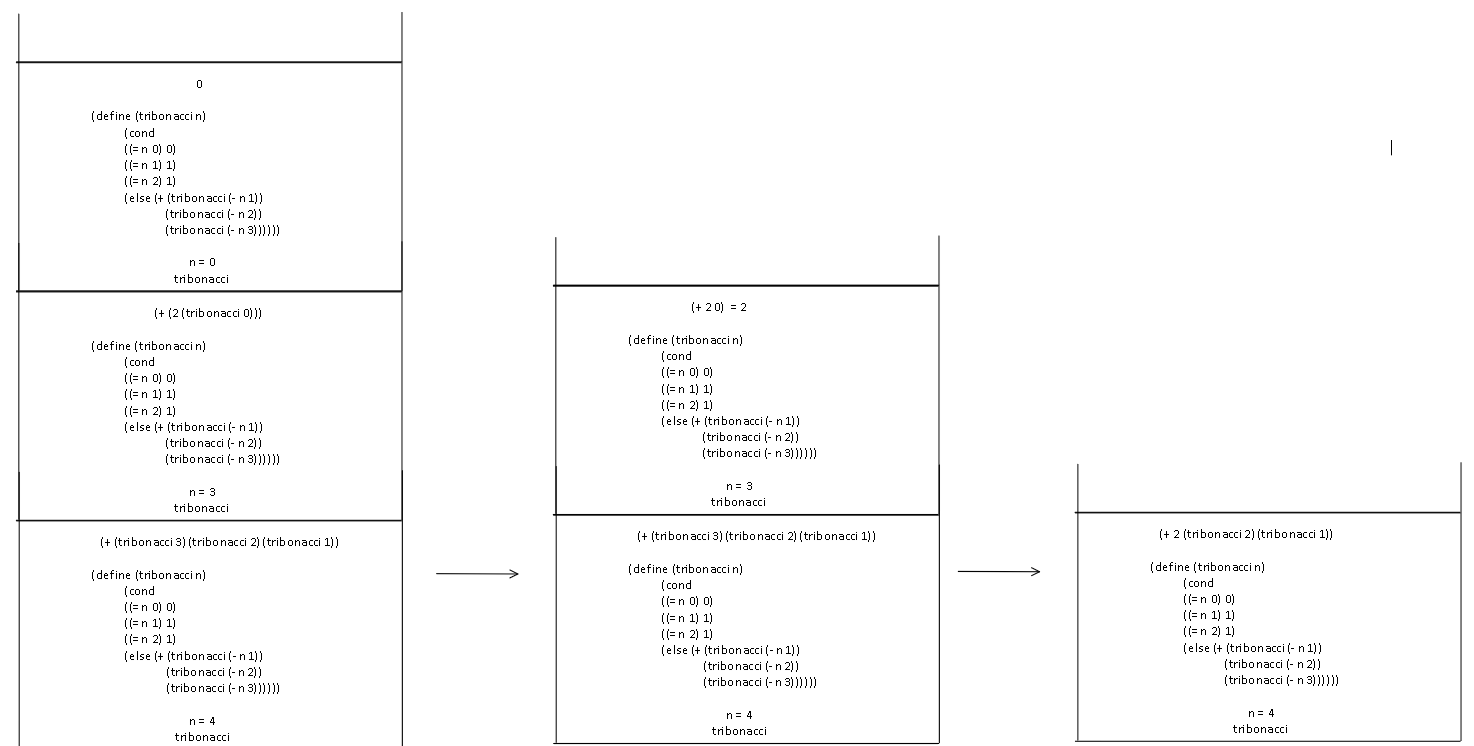 0
(define (tribonacci n)
(cond
((= n 0) 0)
((= n 1) 1)
((= n 2) 1)
(else (+ (tribonacci (- n 1))
(tribonacci (- n 2))
(tribonacci (- n 3))))))
n = 0
tribonacci
(+ (2 (tribonacci 0)))
(define (tribonacci n)
(cond
((= n 0) 0)
((= n 1) 1)
((= n 2) 1)
(else (+ (tribonacci (- n 1))
(tribonacci (- n 2))
(tribonacci (- n 3))))))
n = 3
tribonacci
(+ (tribonacci 3) (tribonacci 2) (tribonacci 1))
(define (tribonacci n)
(cond
((= n 0) 0)
((= n 1) 1)
((= n 2) 1)
(else (+ (tribonacci (- n 1))
(tribonacci (- n 2))
(tribonacci (- n 3))))))
n = 4
tribonacci
(+ 2 0) = 2
(define (tribonacci n)
(cond
((= n 0) 0)
((= n 1) 1)
((= n 2) 1)
(else (+ (tribonacci (- n 1))
(tribonacci (- n 2))
(tribonacci (- n 3))))))
n = 3
tribonacci
(+ (tribonacci 3) (tribonacci 2) (tribonacci 1))
(define (tribonacci n)
(cond
((= n 0) 0)
((= n 1) 1)
((= n 2) 1)
(else (+ (tribonacci (- n 1))
(tribonacci (- n 2))
(tribonacci (- n 3))))))
n = 4
tribonacci
(+ 2 (tribonacci 2) (tribonacci 1))
(define (tribonacci n)
(cond
((= n 0) 0)
((= n 1) 1)
((= n 2) 1)
(else (+ (tribonacci (- n 1))
(tribonacci (- n 2))
(tribonacci (- n 3))))))
n = 4
tribonacci